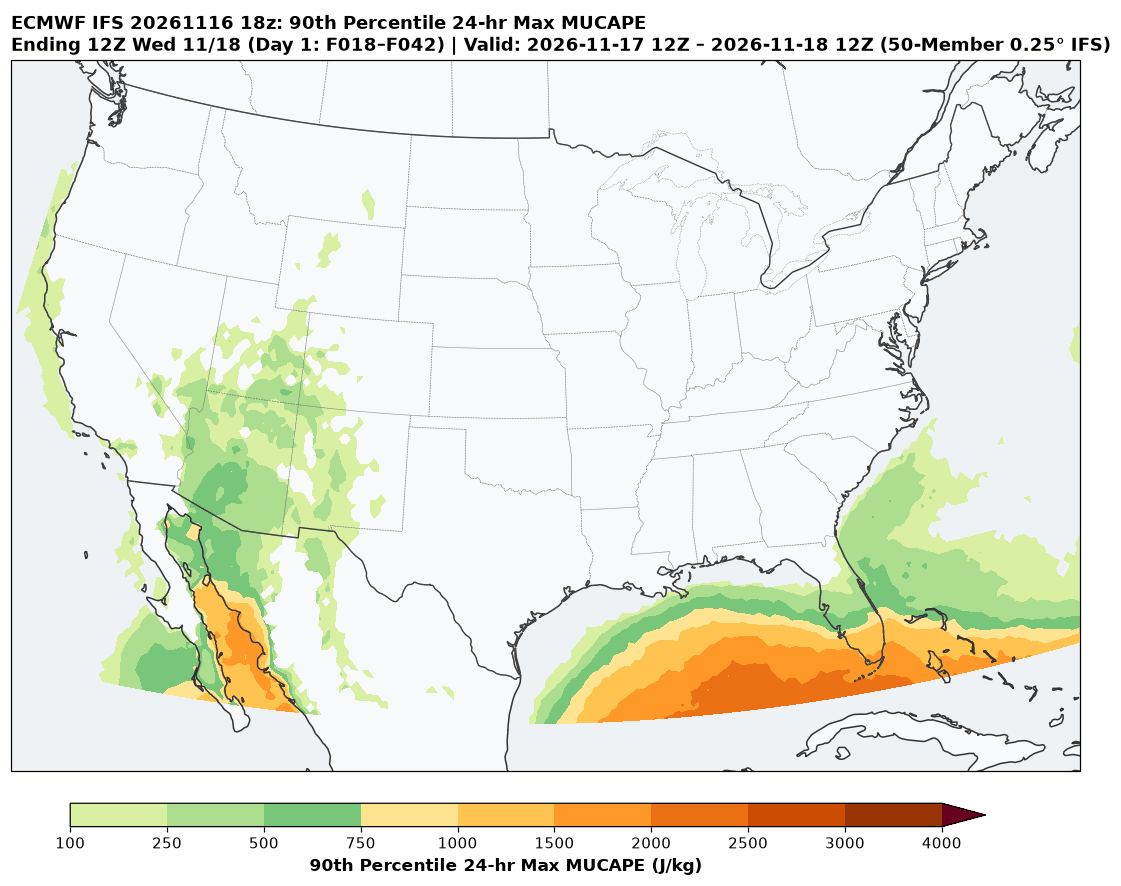 ECMWF IFS 20261116 18z: 90th Percentile 24-hr Max MUCAPE
Ending 12Z Wed 11/18 (Day 1: F018–F042) | Valid: 2026-11-17 12Z – 2026-11-18 12Z (50-Member 0.25° IFS)
100 250 500 750 1000 1500 2000 2500 3000 4000
90th Percentile 24-hr Max MUCAPE (J/kg)